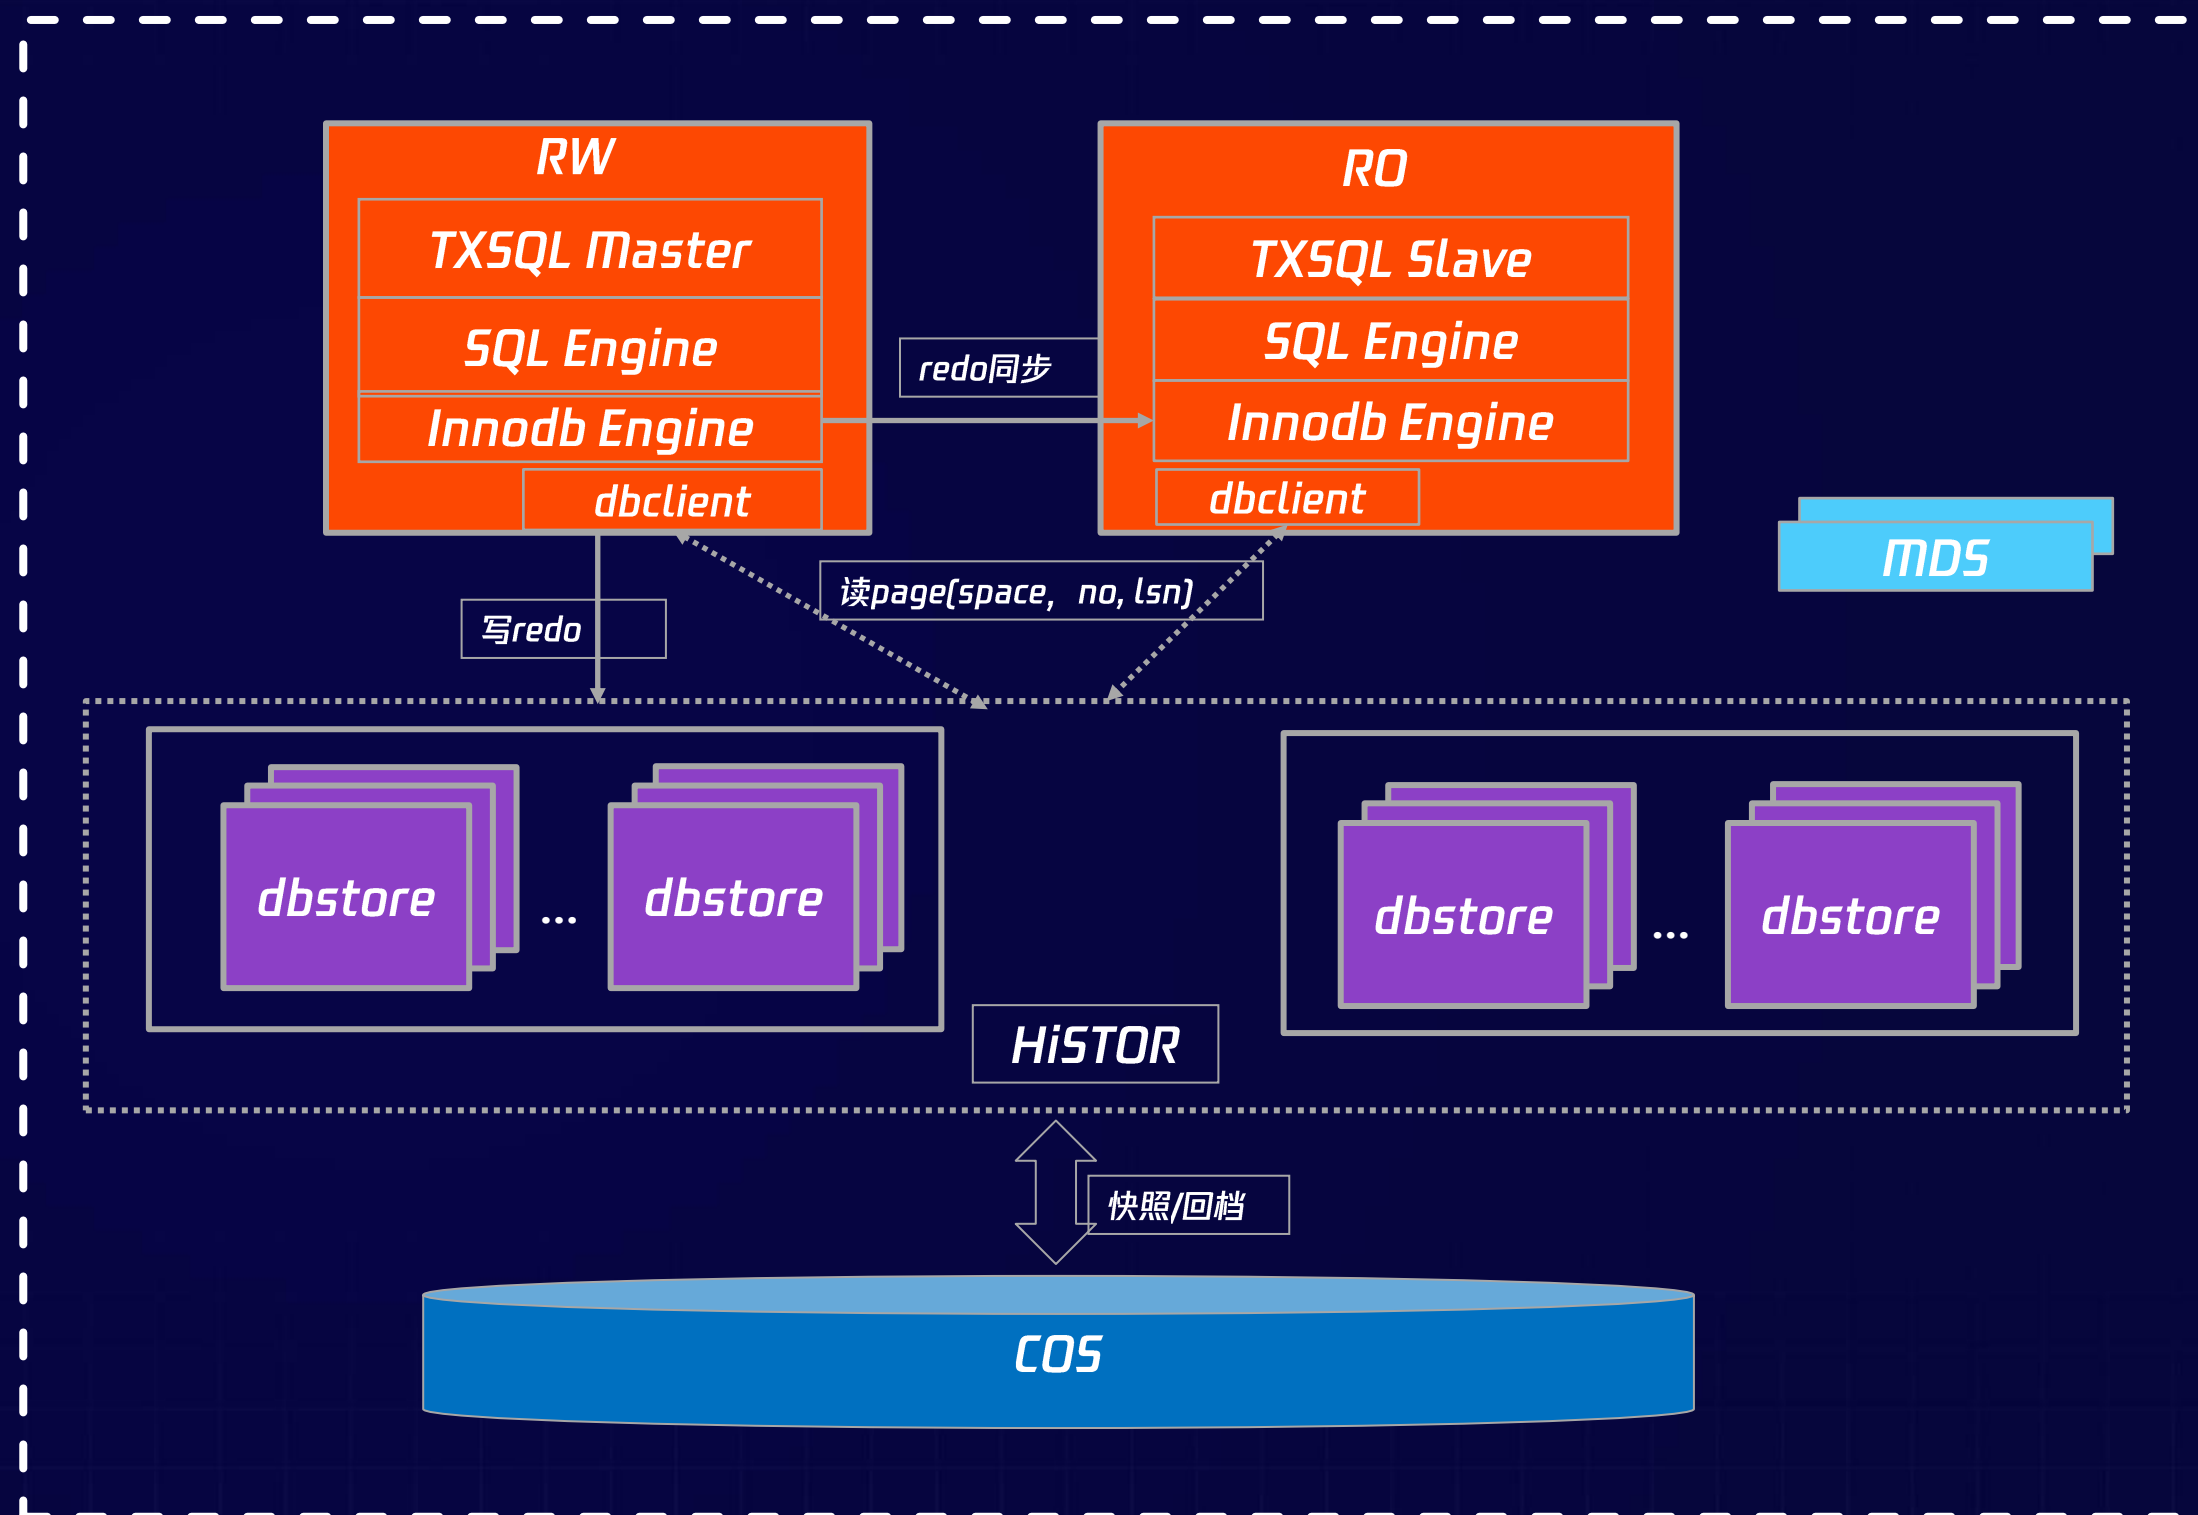 RW
TXSQL Master
SQL Engine
Innodb Engine
dbclient
redo同步
RO
TXSQL Slave
SQL Engine
Innodb Engine
dbclient
MDS
写redo
读page(space, no, lsn)
dbstore
...
dbstore
dbstore
...
dbstore
HiSTOR
快照/回档
COS